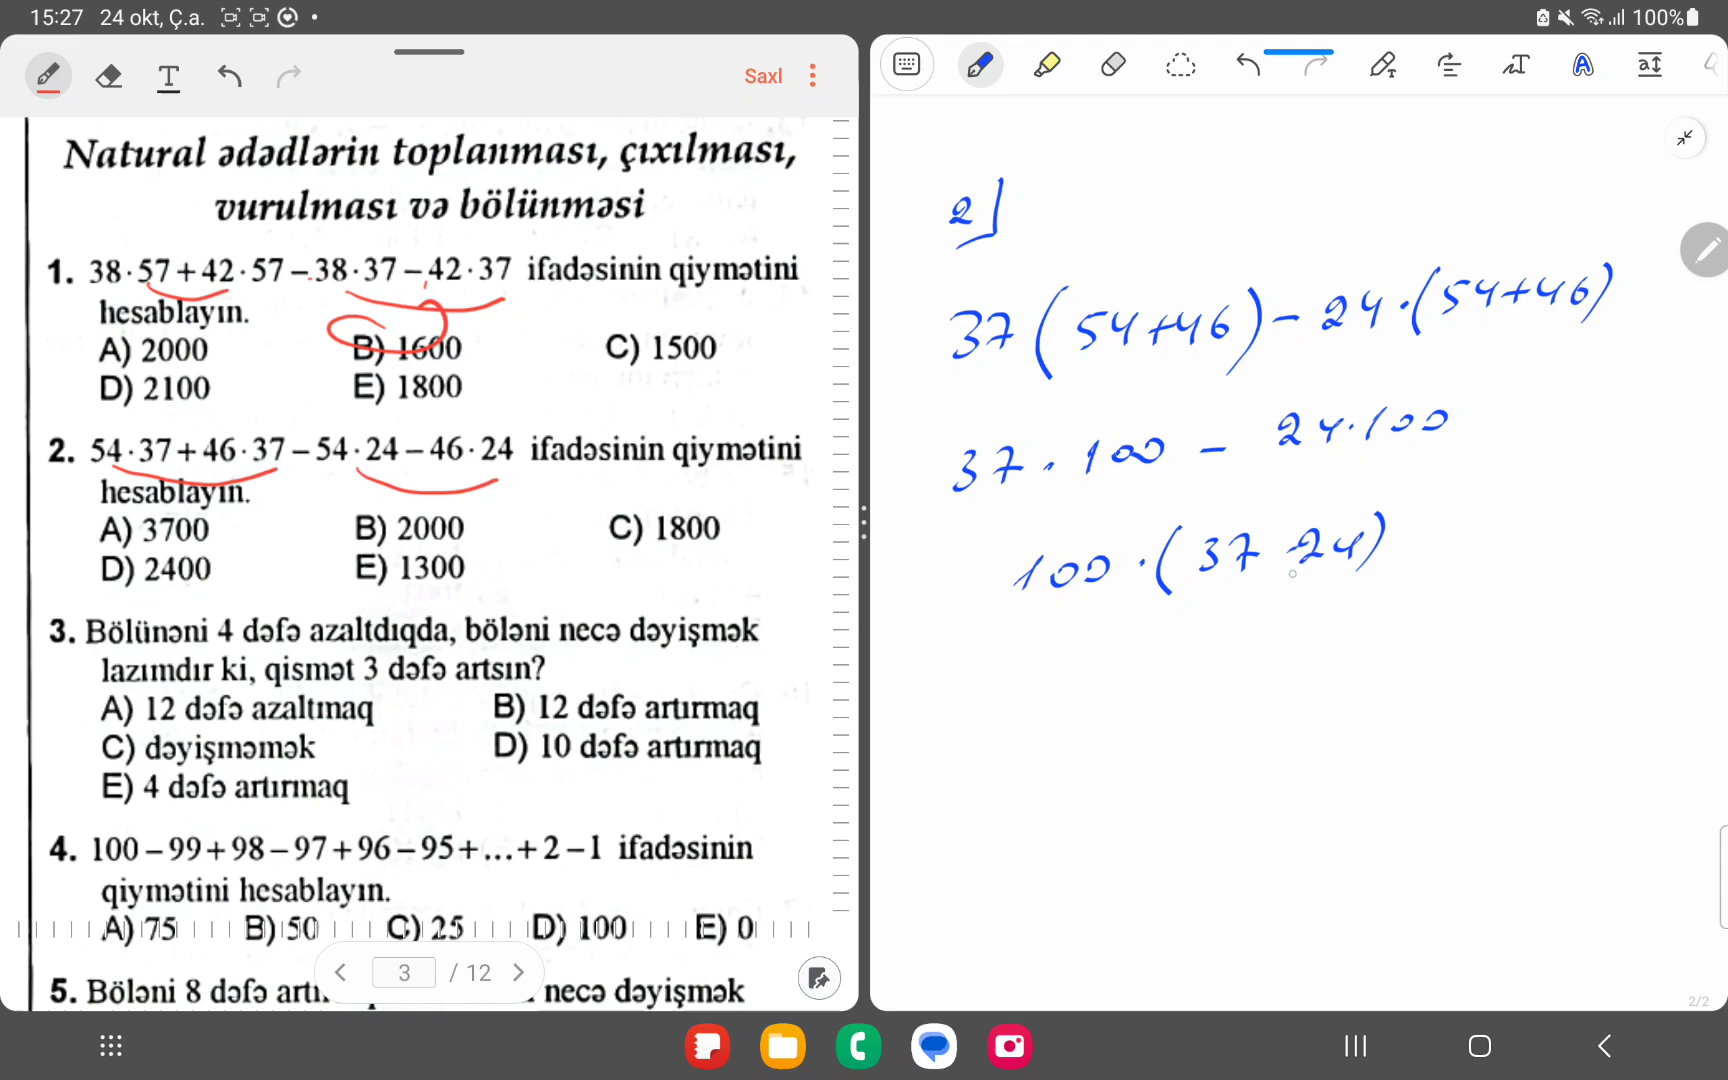 15:27 24 okt, Ç.a.
100%
Saxl
Natural ədədlərin toplanması, çıxılması,
vurulması və bölünməsi
1. 38·57+42·57–38·37–42·37 ifadəsinin qiymətini
hesablayın.
A) 2000 B) 1600 C) 1500
D) 2100 E) 1800
2. 54·37+46·37–54·24–46·24 ifadəsinin qiymətini
hesablayın.
A) 3700 B) 2000 C) 1800
D) 2400 E) 1300
3. Bölünəni 4 dəfə azaltdıqda, böləni necə dəyişmək
lazımdır ki, qismət 3 dəfə artsın?
A) 12 dəfə azaltmaq B) 12 dəfə artırmaq
C) dəyişməmək D) 10 dəfə artırmaq
E) 4 dəfə artırmaq
4. 100–99+98–97+96–95+...+2–1 ifadəsinin
qiymətini hesablayın.
A) 75 B) 50 C) 25 D) 100 E) 0
5. Böləni 8 dəfə necə dəyişmək
3 / 12
2)
37(54+46)-24·(54+46)
37·100-24·100
100·(37-24)
2/2